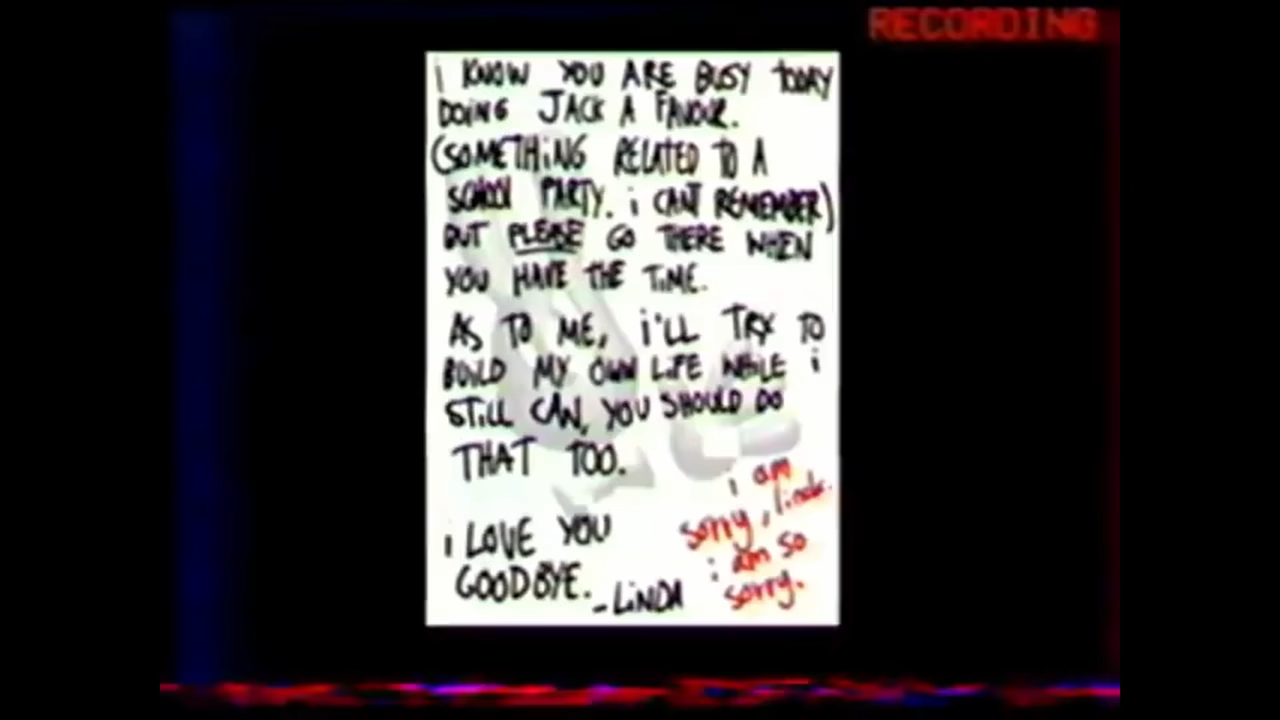 RECORDING
i KNOW YOU ARE BUSY TODAY
DOING JACK A FAVOUR.
(SOMETHING RELATED TO A
SCHOOL PARTY. i CANT REMEMBER)
BUT PLEASE GO THERE WHEN
YOU HAVE THE TIME.
AS TO ME, i'LL TRY TO
BUILD MY OWN LIFE WHILE i
STILL CAN, YOU SHOULD DO
THAT TOO.
i LOVE YOU
GOODBYE.
-LiNDA
i am
sorry, linda.
i am so
sorry.